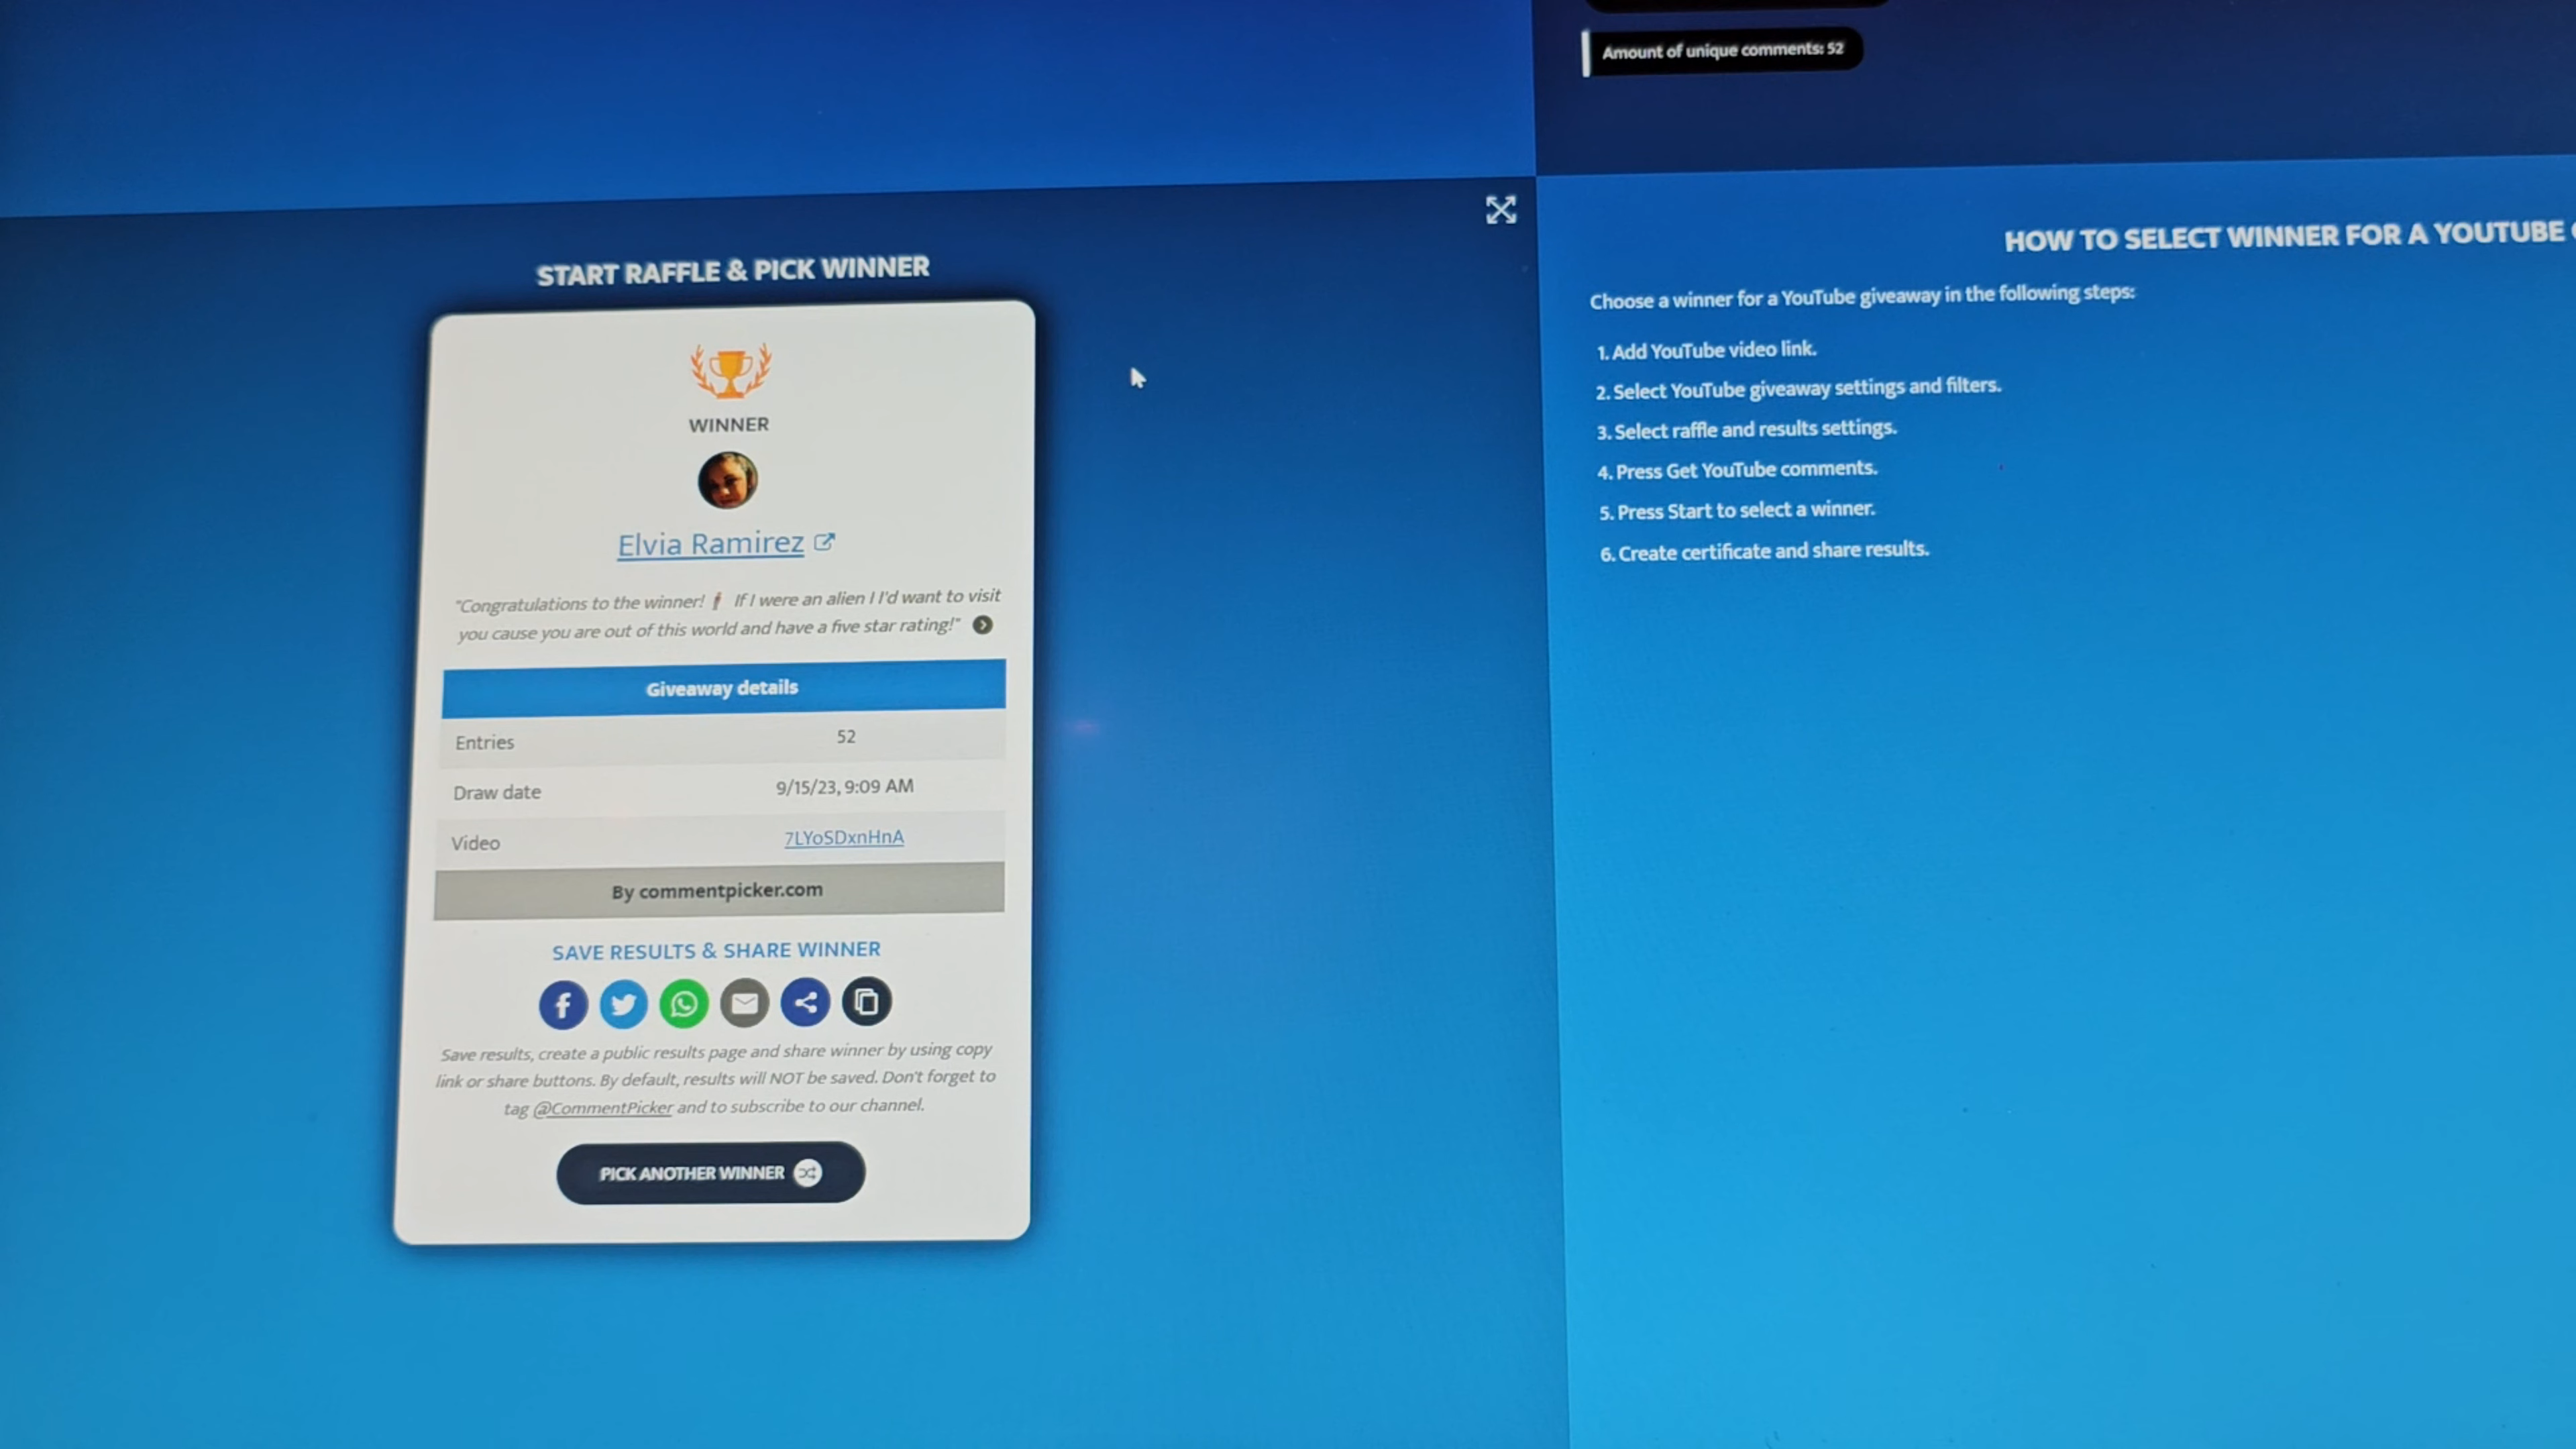 Amount of unique comments: 52
START RAFFLE & PICK WINNER
WINNER
Elvia Ramirez
"Congratulations to the winner! If I were an alien I I'd want to visit
you cause you are out of this world and have a five star rating!"
Giveaway details
Entries 52
Draw date 9/15/23, 9:09 AM
Video 7LYoSDxnHnA
By commentpicker.com
SAVE RESULTS & SHARE WINNER
Save results, create a public results page and share winner by using copy
link or share buttons. By default, results will NOT be saved. Don't forget to
tag @CommentPicker and to subscribe to our channel.
PICK ANOTHER WINNER
HOW TO SELECT WINNER FOR A YOUTUBE
Choose a winner for a YouTube giveaway in the following steps:
1. Add YouTube video link.
2. Select YouTube giveaway settings and filters.
3. Select raffle and results settings.
4. Press Get YouTube comments.
5. Press Start to select a winner.
6. Create certificate and share results.